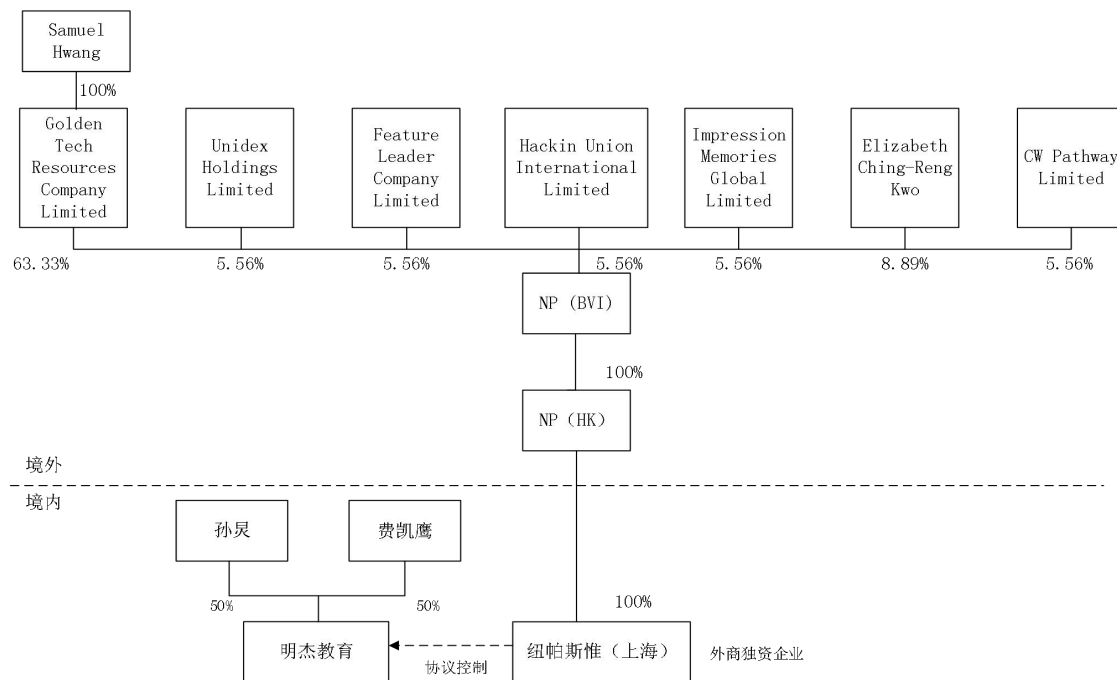 Samuel
Hwang
100%
Golden
Tech
Resources
Company
Limited
Unidex
Holdings
Limited
Feature
Leader
Company
Limited
Hackin Union
International
Limited
Impression
Memories
Global
Limited
Elizabeth
Ching-Reng
Kwo
CW Pathway
Limited
63.33%
5.56%
5.56%
5.56%
5.56%
8.89%
5.56%
NP (BVI)
100%
NP (HK)
境外
境内
孙炅
费凯鹰
50%
50%
100%
明杰教育
协议控制
纽帕斯惟（上海）
外商独资企业